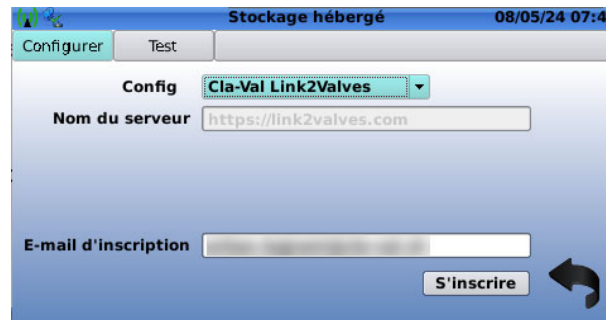 Stockage hébergé 08/05/24 07:4
Configurer Test
Config Cla-Val Link2Valves
Nom du serveur https://link2valves.com
E-mail d'inscription
S'inscrire